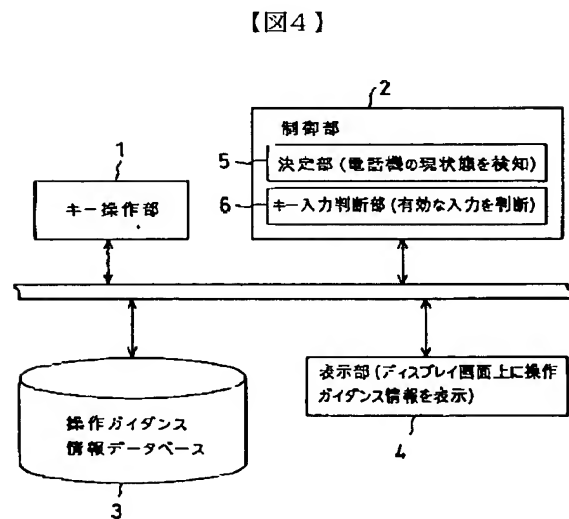 【図4】
2
制御部
5
決定部(電話機の現状態を検知)
6
キー入力判断部(有効な入力を判断)
1
キー操作部
操作ガイダンス
情報データベース
3
表示部(ディスプレイ画面上に操作
ガイダンス情報を表示)
4